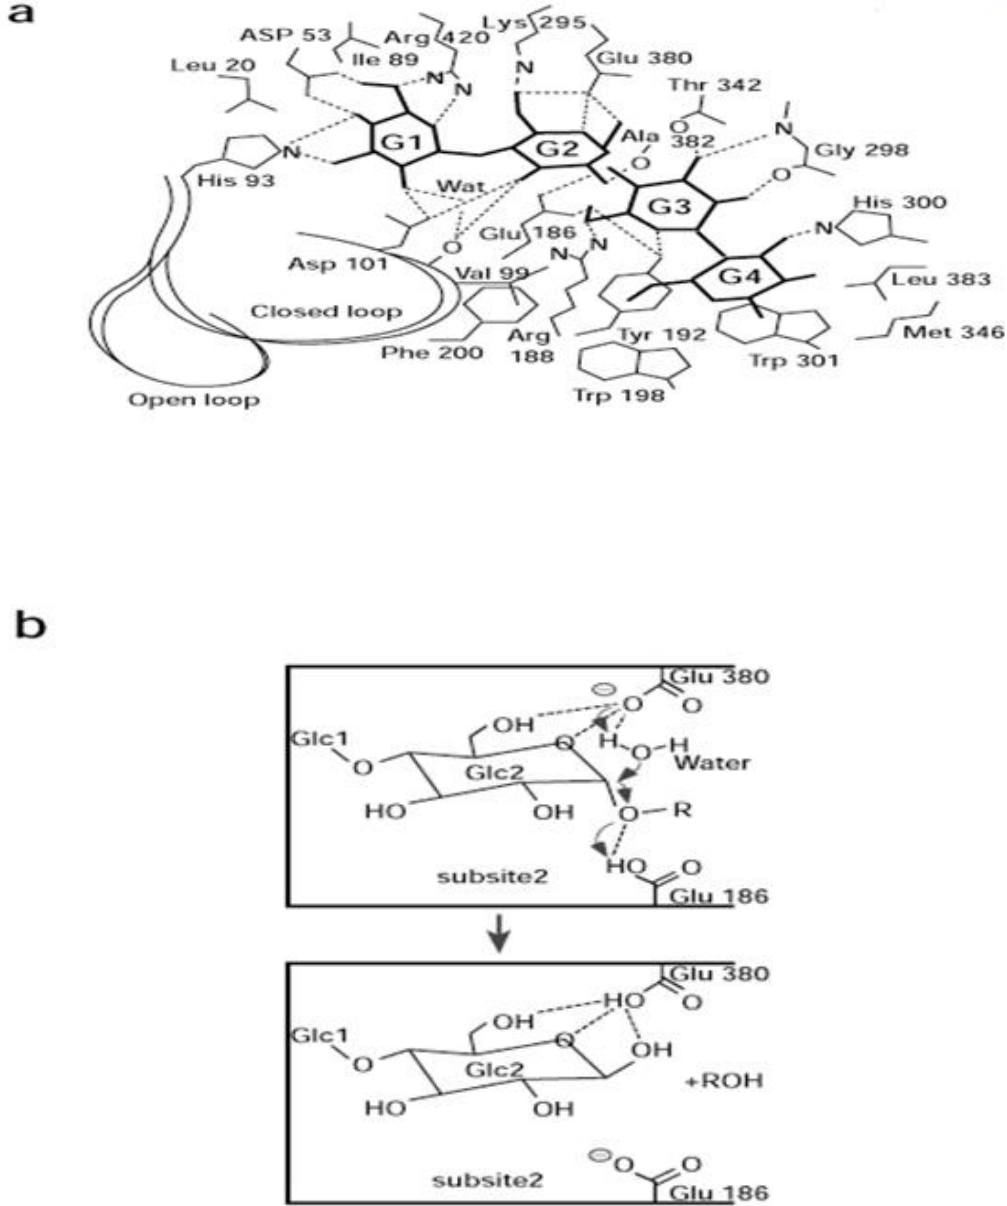 a
ASP 53
Arg 420
Lys 295
Leu 20
Ile 89
Glu 380
Thr 342
N
N
N
G1
G2
Ala
382
O
O
N
Gly 298
N
His 93
Wat
G3
O
His 300
N
Glu 186
N
N
O
Asp 101
Val 99
G4
Leu 383
Closed loop
Phe 200
Arg
188
Tyr 192
Trp 301
Met 346
Trp 198
Open loop
b
Glu 380
⊖
O
O
OH
Glc1
O
H
O
H
Water
O
Glc2
HO
OH
O
R
HO
O
subsite2
Glu 186
Glu 380
HO
O
OH
Glc1
O
OH
O
Glc2
+ROH
HO
OH
⊖
O
O
subsite2
Glu 186